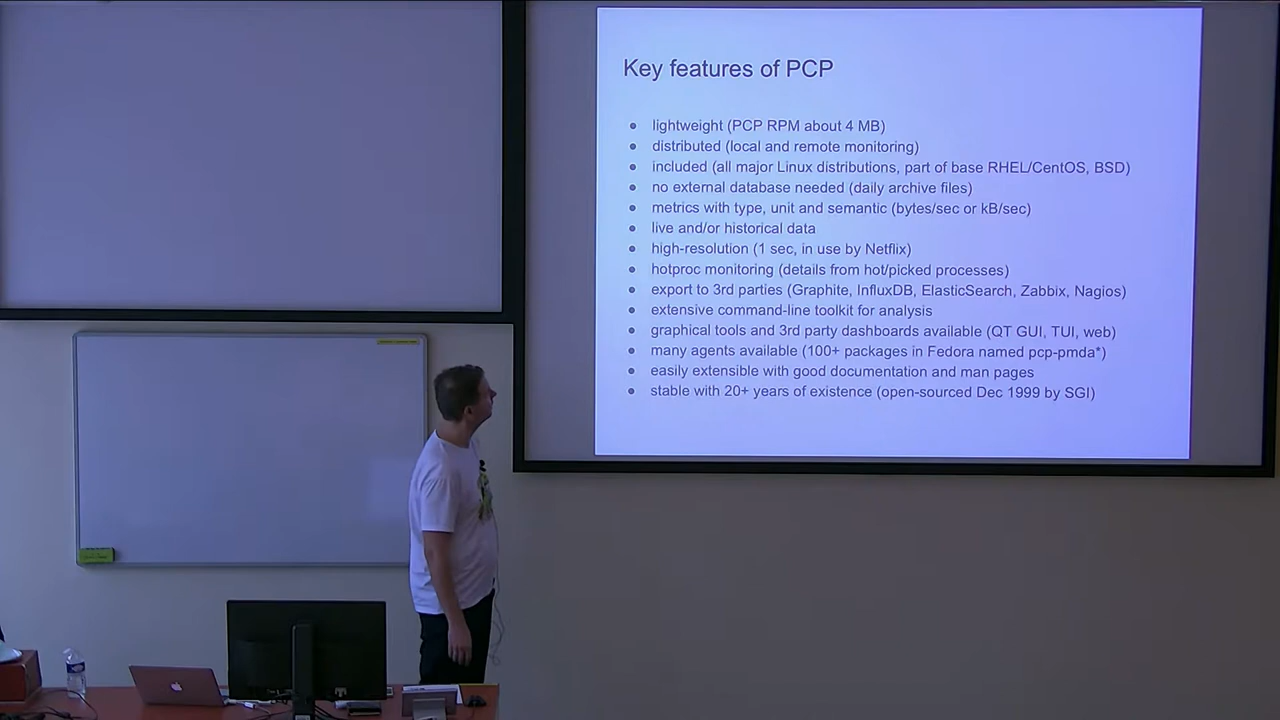 Key features of PCP
lightweight (PCP RPM about 4 MB)
distributed (local and remote monitoring)
included (all major Linux distributions, part of base RHEL/CentOS, BSD)
no external database needed (daily archive files)
metrics with type, unit and semantic (bytes/sec or kB/sec)
live and/or historical data
high-resolution (1 sec, in use by Netflix)
hotproc monitoring (details from hot/picked processes)
export to 3rd parties (Graphite, InfluxDB, ElasticSearch, Zabbix, Nagios)
extensive command-line toolkit for analysis
graphical tools and 3rd party dashboards available (QT GUI, TUI, web)
many agents available (100+ packages in Fedora named pcp-pmda*)
easily extensible with good documentation and man pages
stable with 20+ years of existence (open-sourced Dec 1999 by SGI)